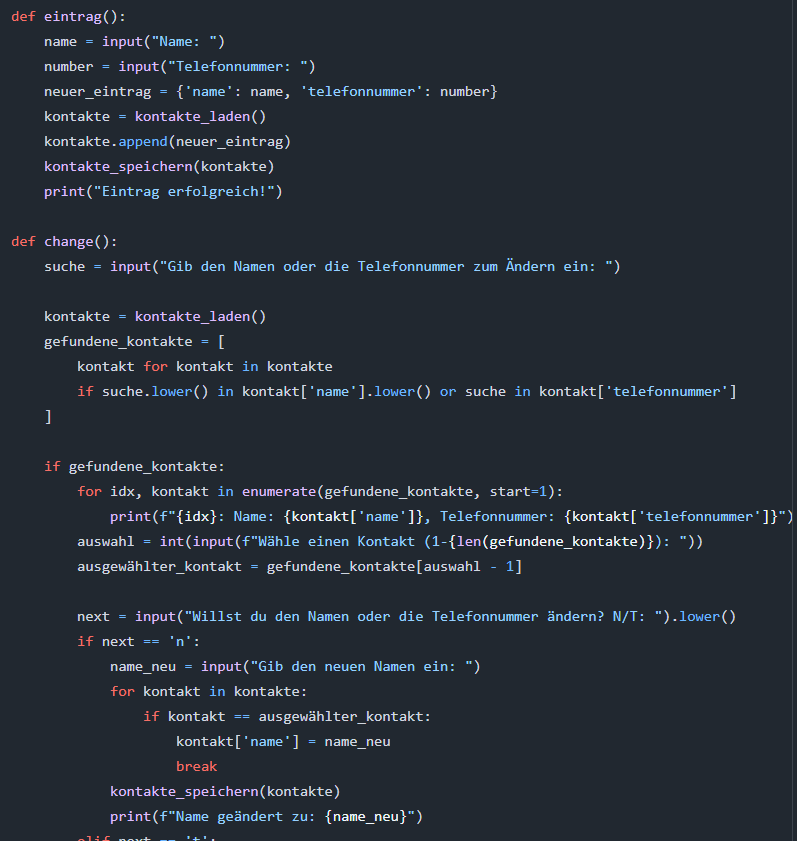 def eintrag():
    name = input("Name: ")
    number = input("Telefonnummer: ")
    neuer_eintrag = {'name': name, 'telefonnummer': number}
    kontakte = kontakte_laden()
    kontakte.append(neuer_eintrag)
    kontakte_speichern(kontakte)
    print("Eintrag erfolgreich!")

def change():
    suche = input("Gib den Namen oder die Telefonnummer zum Ändern ein: ")

    kontakte = kontakte_laden()
    gefundene_kontakte = [
        kontakt for kontakt in kontakte
        if suche.lower() in kontakt['name'].lower() or suche in kontakt['telefonnummer']
    ]

    if gefundene_kontakte:
        for idx, kontakt in enumerate(gefundene_kontakte, start=1):
            print(f"{idx}: Name: {kontakt['name']}, Telefonnummer: {kontakt['telefonnummer']}")
        auswahl = int(input(f"Wähle einen Kontakt (1-{len(gefundene_kontakte)}): "))
        ausgewählter_kontakt = gefundene_kontakte[auswahl - 1]

        next = input("Willst du den Namen oder die Telefonnummer ändern? N/T: ").lower()
        if next == 'n':
            name_neu = input("Gib den neuen Namen ein: ")
            for kontakt in kontakte:
                if kontakt == ausgewählter_kontakt:
                    kontakt['name'] = name_neu
                    break
            kontakte_speichern(kontakte)
            print(f"Name geändert zu: {name_neu}")
        elif next == 't':